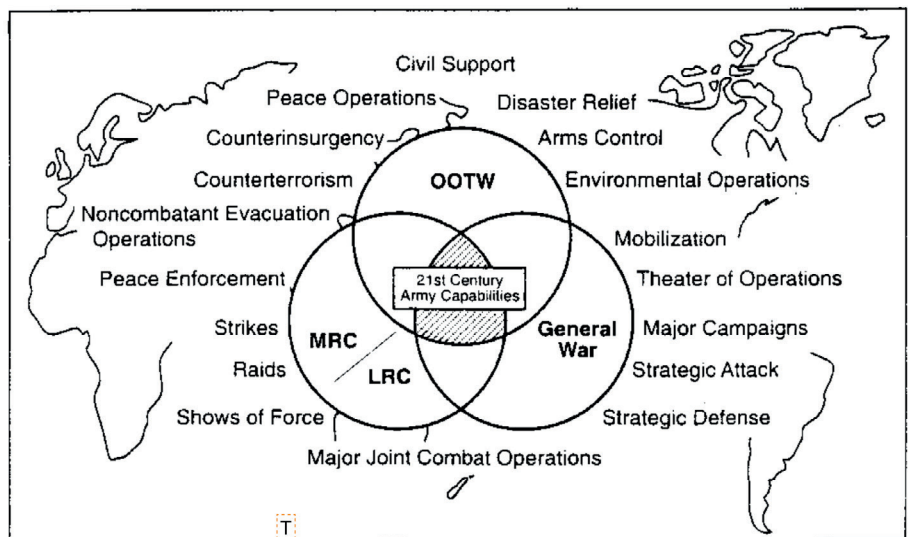 Civil Support
Peace Operations
Disaster Relief
Counterinsurgency
Arms Control
Counterterrorism
OOTW
Environmental Operations
Noncombatant Evacuation
Operations
Mobilization
Peace Enforcement
21st Century
Army Capabilities
Theater of Operations
Strikes
MRC
General
War
Major Campaigns
Raids
LRC
Strategic Attack
Shows of Force
Strategic Defense
Major Joint Combat Operations
T